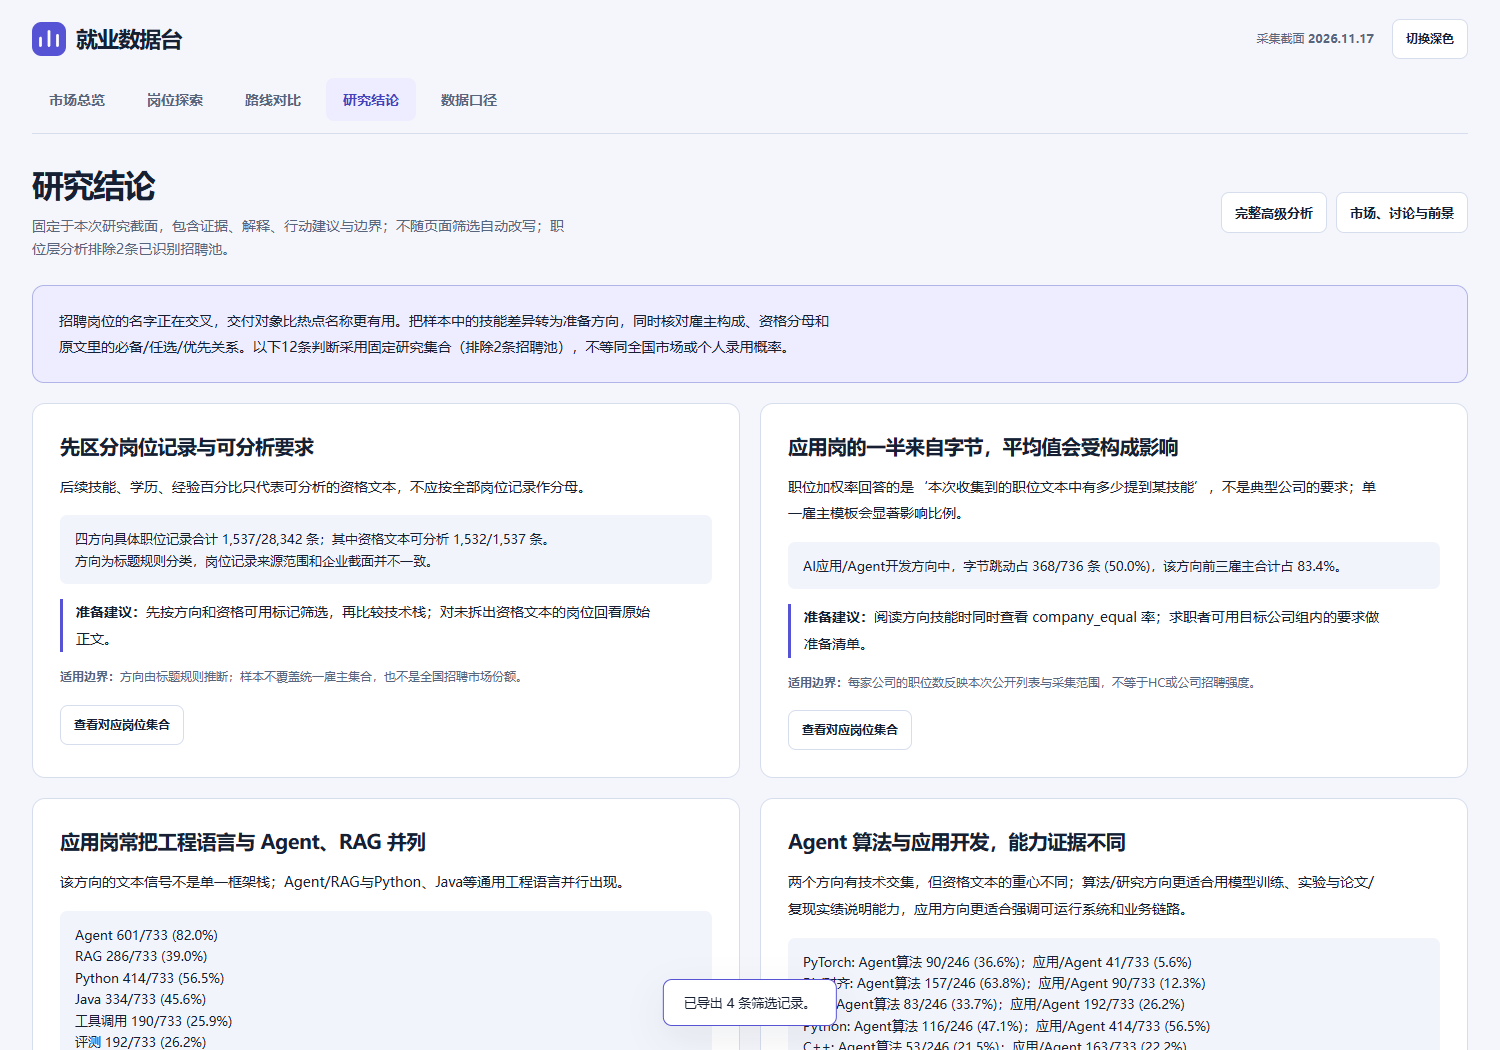 就业数据台
采集截面 2026.11.17
切换深色
市场总览
岗位探索
路线对比
研究结论
数据口径
研究结论
固定于本次研究截面，包含证据、解释、行动建议与边界；不随页面筛选自动改写；职
位层分析排除2条已识别招聘池。
完整高级分析
市场、讨论与前景
招聘岗位的名字正在交叉，交付对象比热点名称更有用。把样本中的技能差异转为准备方向，同时核对雇主构成、资格分母和
原文里的必备/任选/优先关系。以下12条判断采用固定研究集合（排除2条招聘池），不等同全国市场或个人录用概率。
先区分岗位记录与可分析要求
后续技能、学历、经验百分比只代表可分析的资格文本，不应按全部岗位记录作分母。
四方向具体职位记录合计 1,537/28,342 条；其中资格文本可分析 1,532/1,537 条。
方向为标题规则分类，岗位记录来源范围和企业截面并不一致。
准备建议：先按方向和资格可用标记筛选，再比较技术栈；对未拆出资格文本的岗位回看原始
正文。
适用边界：方向由标题规则推断；样本不覆盖统一雇主集合，也不是全国招聘市场份额。
查看对应岗位集合
应用岗的一半来自字节，平均值会受构成影响
职位加权率回答的是‘本次收集到的职位文本中有多少提到某技能’，不是典型公司的要求；单
一雇主模板会显著影响比例。
AI应用/Agent开发方向中，字节跳动占 368/736 条 (50.0%)，该方向前三雇主合计占 83.4%。
准备建议：阅读方向技能时同时查看 company_equal 率；求职者可用目标公司组内的要求做
准备清单。
适用边界：每家公司的职位数反映本次公开列表与采集范围，不等于HC或公司招聘强度。
查看对应岗位集合
应用岗常把工程语言与 Agent、RAG 并列
该方向的文本信号不是单一框架栈；Agent/RAG与Python、Java等通用工程语言并行出现。
Agent 601/733 (82.0%)
RAG 286/733 (39.0%)
Python 414/733 (56.5%)
Java 334/733 (45.6%)
工具调用 190/733 (25.9%)
评测 192/733 (26.2%)
Agent 算法与应用开发，能力证据不同
两个方向有技术交集，但资格文本的重心不同；算法/研究方向更适合用模型训练、实验与论文/
复现实绩说明能力，应用方向更适合强调可运行系统和业务链路。
PyTorch: Agent算法 90/246 (36.6%)；应用/Agent 41/733 (5.6%)
齐: Agent算法 157/246 (63.8%)；应用/Agent 90/733 (12.3%)
Agent算法 83/246 (33.7%)；应用/Agent 192/733 (26.2%)
Python: Agent算法 116/246 (47.1%)；应用/Agent 414/733 (56.5%)
C++: Agent算法 53/246 (21.5%)；应用/Agent 163/733 (22.2%)
已导出 4 条筛选记录。